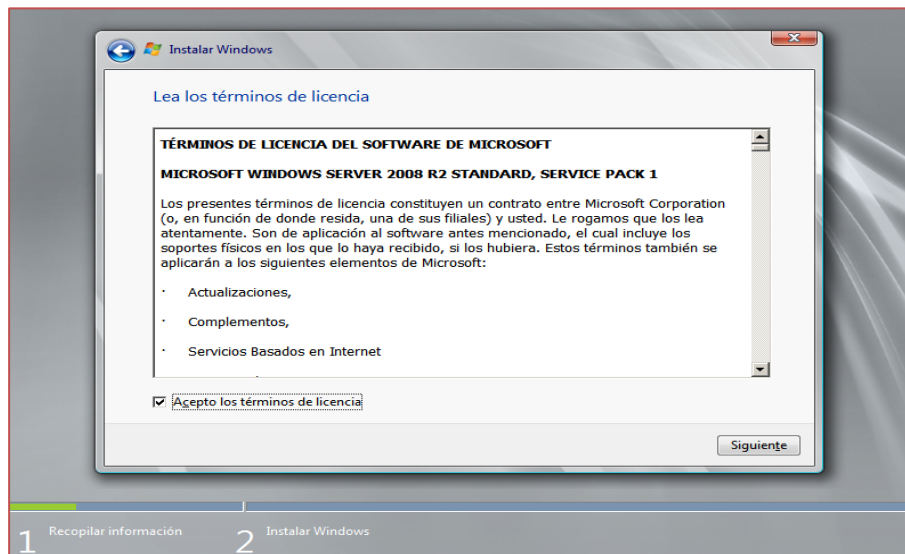 Instalar Windows
Lea los términos de licencia
TÉRMINOS DE LICENCIA DEL SOFTWARE DE MICROSOFT
MICROSOFT WINDOWS SERVER 2008 R2 STANDARD, SERVICE PACK 1
Los presentes términos de licencia constituyen un contrato entre Microsoft Corporation
(o, en función de donde resida, una de sus filiales) y usted. Le rogamos que los lea
atentamente. Son de aplicación al software antes mencionado, el cual incluye los
soportes físicos en los que lo haya recibido, si los hubiera. Estos términos también se
aplicarán a los siguientes elementos de Microsoft:
· Actualizaciones,
· Complementos,
· Servicios Basados en Internet
Acepto los términos de licencia
Siguiente
1 Recopilar información 2 Instalar Windows